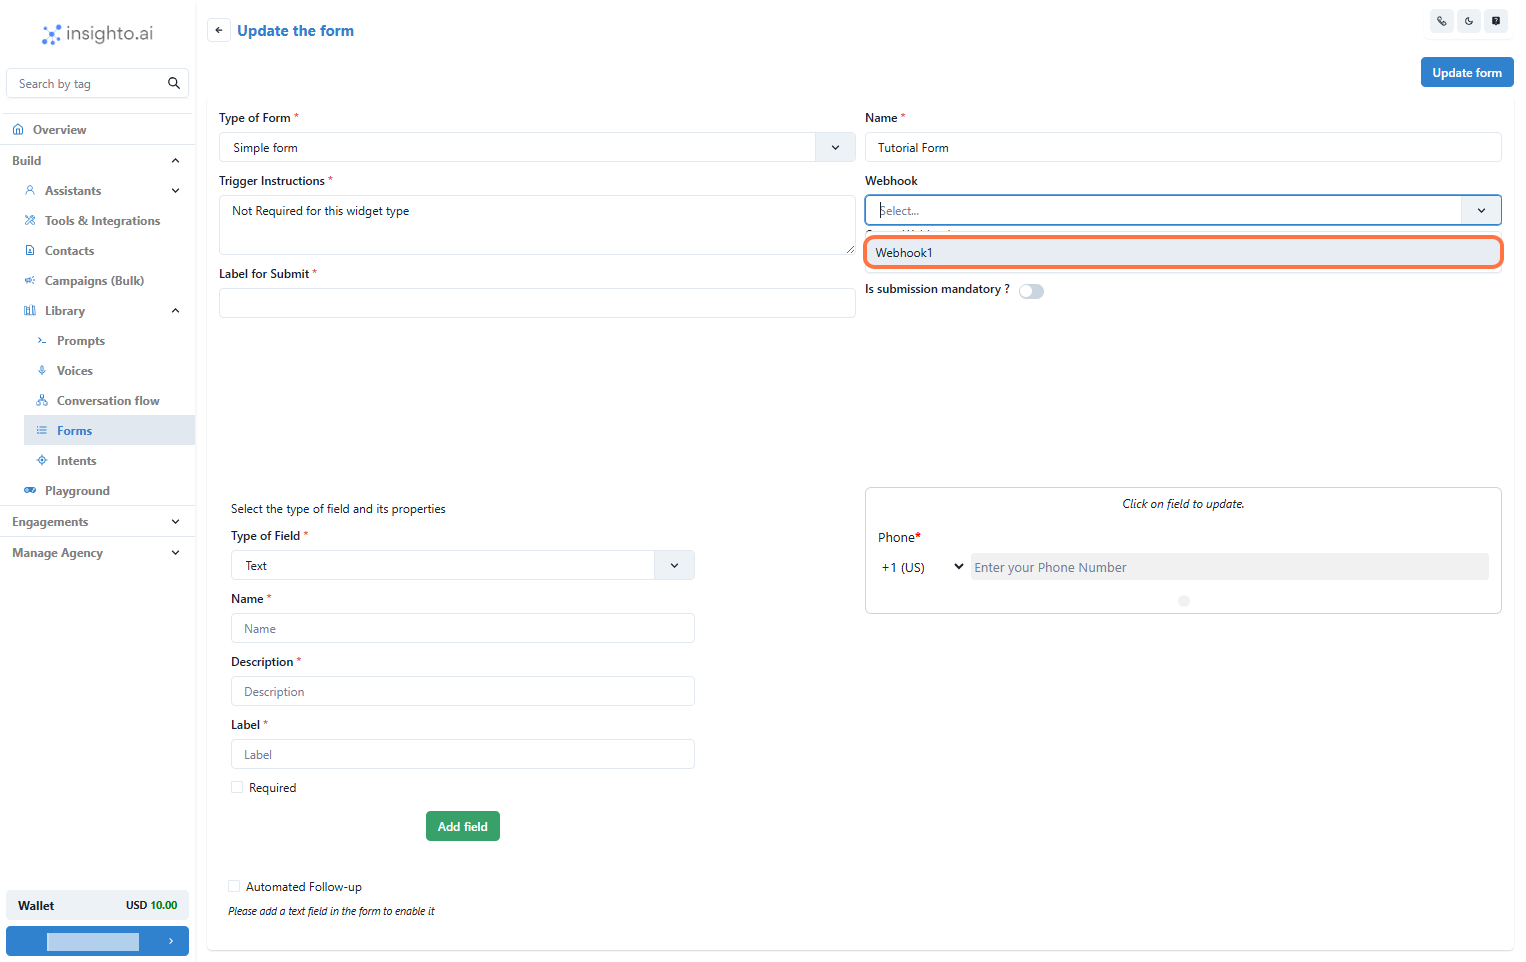 insighto.ai
Search by tag
Overview
Build
Assistants
Tools & Integrations
Contacts
Campaigns (Bulk)
Library
Prompts
Voices
Conversation flow
Forms
Intents
Playground
Engagements
Manage Agency
Wallet USD 10.00
Update the form
Update form
Type of Form *
Simple form
Name *
Tutorial Form
Trigger Instructions *
Not Required for this widget type
Webhook
Select...
Webhook1
Label for Submit *
Is submission mandatory ?
Select the type of field and its properties
Type of Field *
Text
Name *
Name
Description *
Description
Label *
Label
Required
Add field
Automated Follow-up
Please add a text field in the form to enable it
Click on field to update.
Phone*
+1 (US) Enter your Phone Number